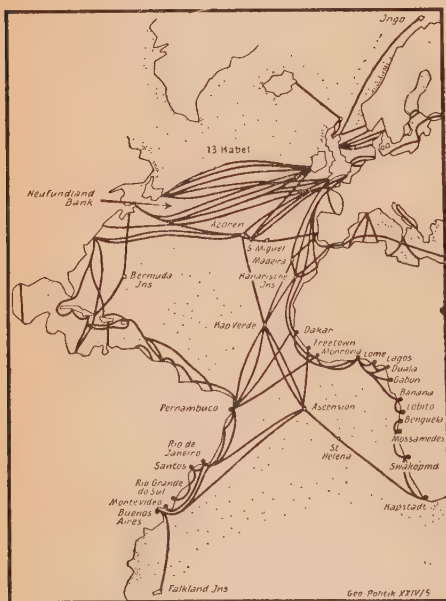 Jngo
13 Kabel
Neufundland
Bank
Azoren
S. Miguel
Madeira
Kanarische
Jns
Bermuda
Jns
Kap Verde
Dakar
Freetown
Monrovia
Lome
Lagos
Duala
Gabun
Banana
Lobito
Benguela
Mossamedes
Swakopmd
Kapstadt
Pernambuco
Ascension
St
Helena
Rio de
Janeiro
Santos
Rio Grande
do Sul
Montevideo
Buenos
Aires
Falkland Jns
Geo-Politik XXIV/5